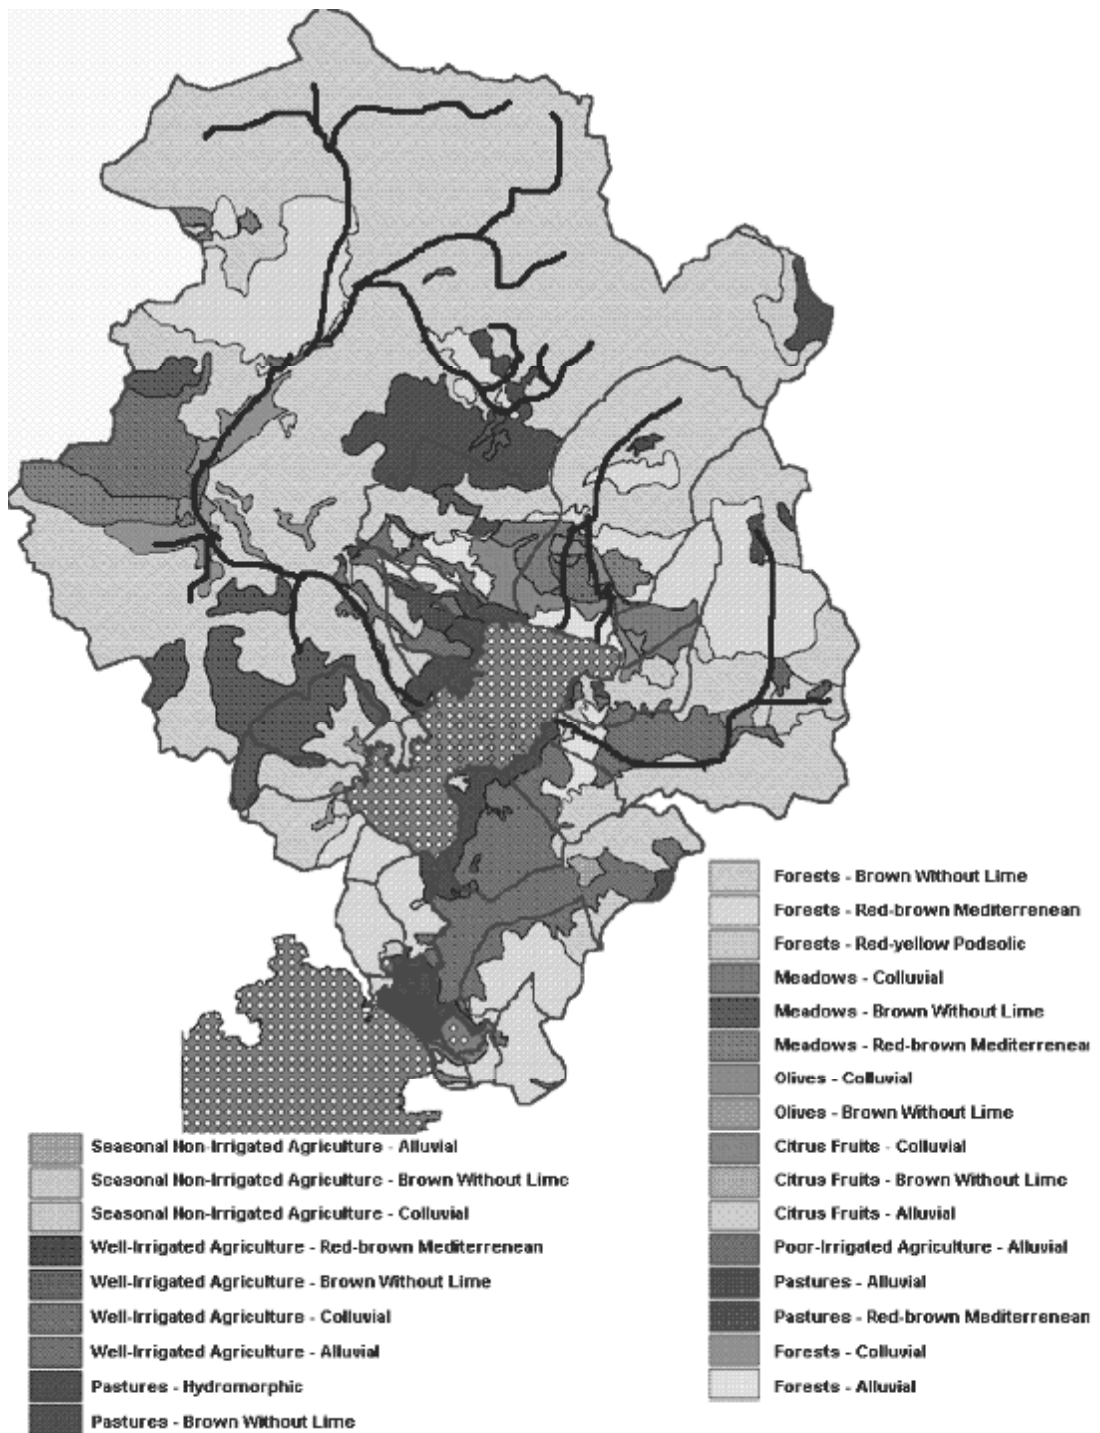 Forests - Brown Without Lime
Forests - Red-brown Mediterrenean
Forests - Red-yellow Podsolic
Meadows - Colluvial
Meadows - Brown Without Lime
Meadows - Red-brown Mediterrenea
Olives - Colluvial
Olives - Brown Without Lime
Citrus Fruits - Colluvial
Citrus Fruits - Brown Without Lime
Citrus Fruits - Alluvial
Poor-Irrigated Agriculture - Alluvial
Pastures - Alluvial
Pastures - Red-brown Mediterrenean
Forests - Colluvial
Forests - Alluvial
Seasonal Non-Irrigated Agriculture - Alluvial
Seasonal Non-Irrigated Agriculture - Brown Without Lime
Seasonal Non-Irrigated Agriculture - Colluvial
Well-Irrigated Agriculture - Red-brown Mediterrenean
Well-Irrigated Agriculture - Brown Without Lime
Well-Irrigated Agriculture - Colluvial
Well-Irrigated Agriculture - Alluvial
Pastures - Hydromorphic
Pastures - Brown Without Lime